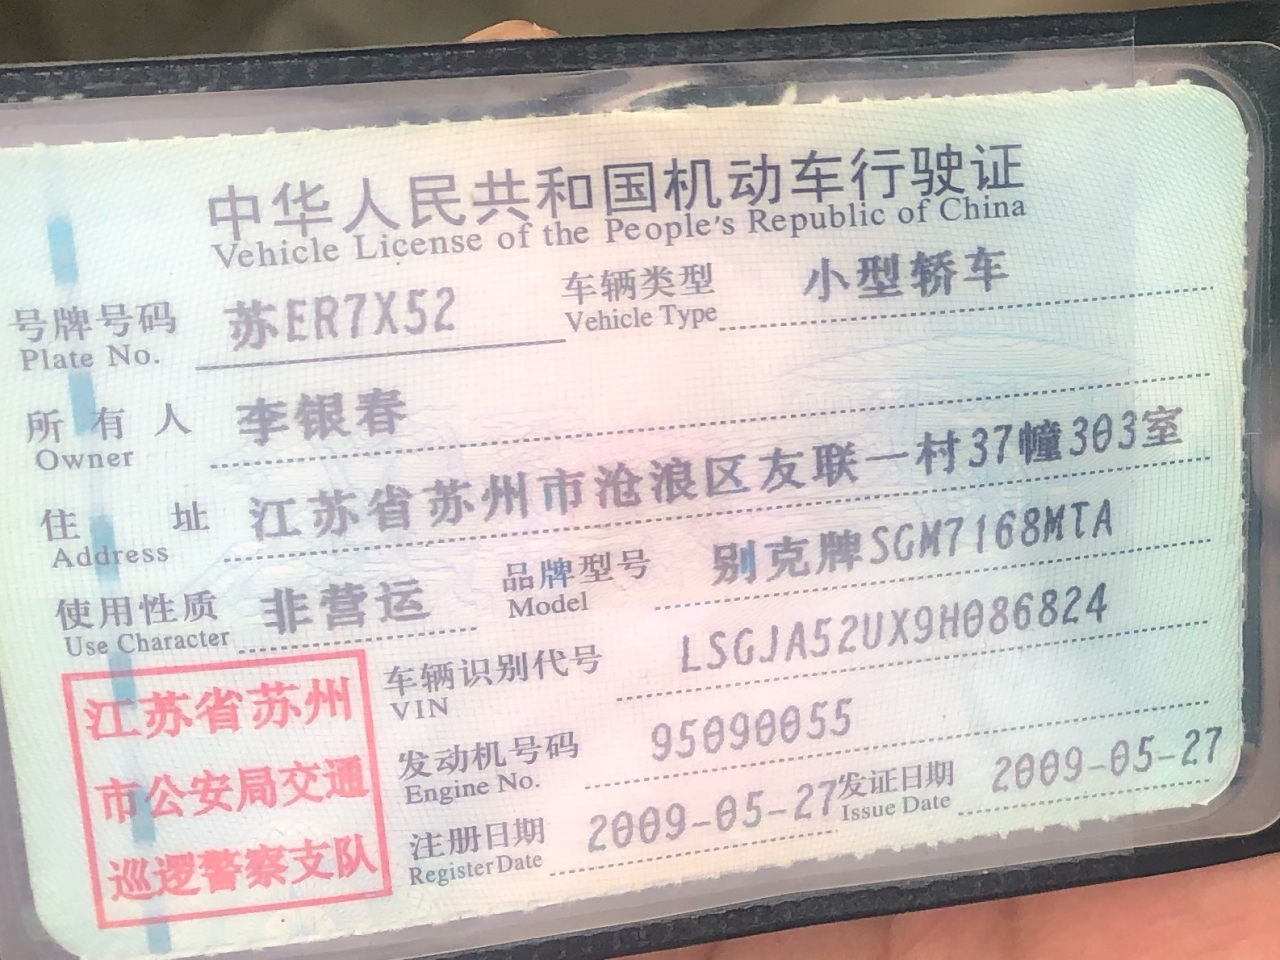 中华人民共和国机动车行驶证
Vehicle License of the People's Republic of China
号牌号码 苏ER7X52 车辆类型 小型轿车
Plate No. Vehicle Type
所有人 李银春
Owner
住址 江苏省苏州市沧浪区友联一村37幢303室
Address
使用性质 非营运 品牌型号 别克牌SGM7168MTA
Use Character Model
车辆识别代号 LSGJA52UX9H086824
VIN
发动机号码 95090055
Engine No.
注册日期 2009-05-27 发证日期 2009-05-27
Register Date Issue Date
江苏省苏州
市公安局交通
巡逻警察支队